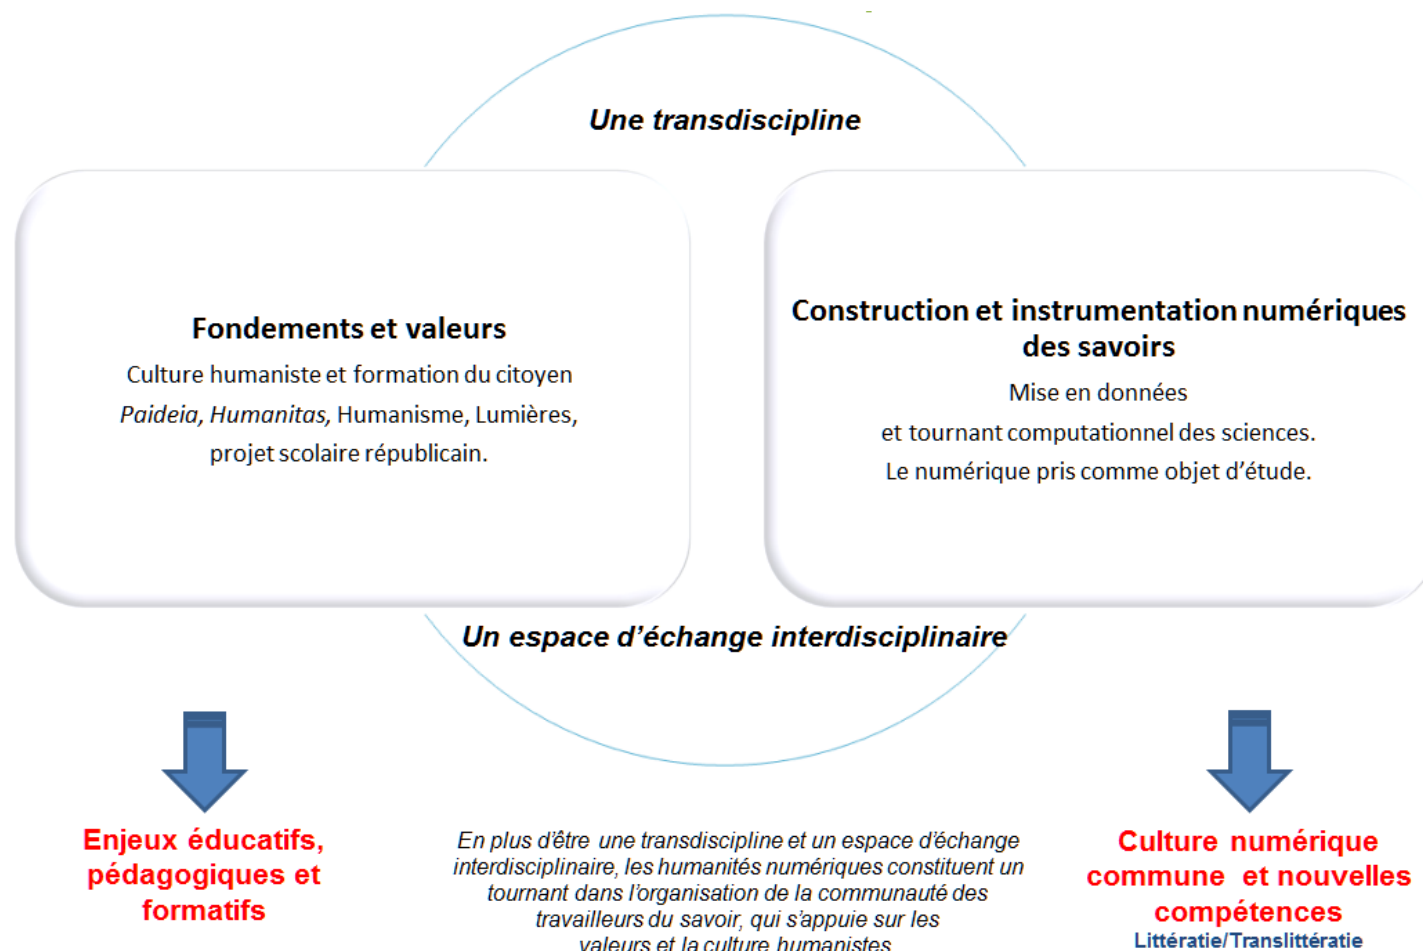 Une transdiscipline
Fondements et valeurs
Culture humaniste et formation du citoyen
Paideia, Humanitas, Humanisme, Lumières,
projet scolaire républicain.
Construction et instrumentation numériques
des savoirs
Mise en données
et tournant computationnel des sciences.
Le numérique pris comme objet d’étude.
Un espace d’échange interdisciplinaire
Enjeux éducatifs,
pédagogiques et
formatifs
En plus d’être une transdiscipline et un espace d’échange
interdisciplinaire, les humanités numériques constituent un
tournant dans l’organisation de la communauté des
travailleurs du savoir, qui s’appuie sur les
valeurs et la culture humanistes
Culture numérique
commune et nouvelles
compétences
Littératie/Translittératie